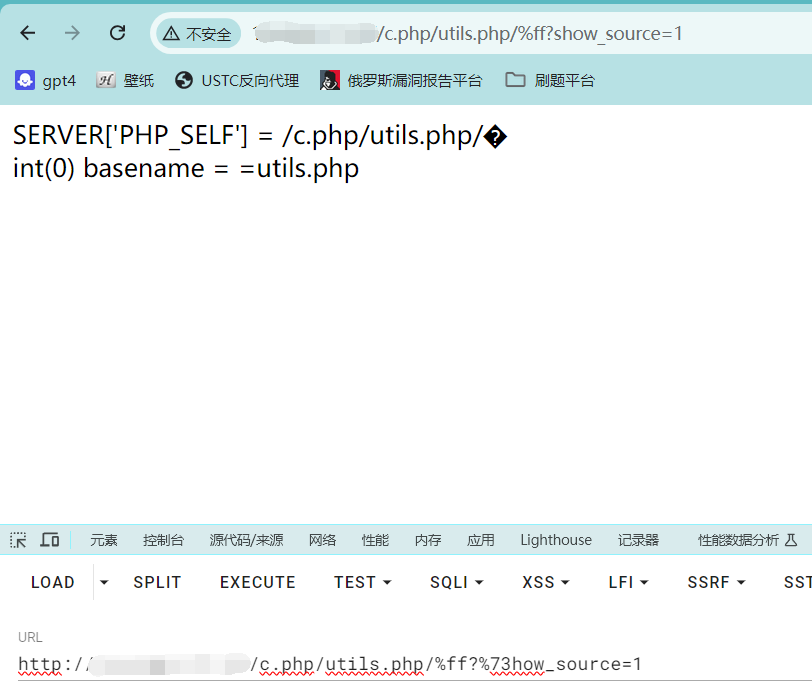 不安全 /c.php/utils.php/%ff?show_source=1
gpt4 壁纸 USTC反向代理 俄罗斯漏洞报告平台 刷题平台
SERVER['PHP_SELF'] = /c.php/utils.php/�
int(0) basename = =utils.php
元素 控制台 源代码/来源 网络 性能 内存 应用 Lighthouse 记录器 性能数据分析
LOAD SPLIT EXECUTE TEST SQLI XSS LFI SSRF SST
URL
http:/ /c.php/utils.php/%ff?%73how_source=1